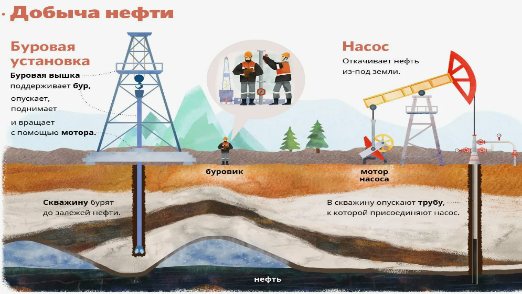 Добыча нефти
Буровая
установка
Буровая вышка
поддерживает бур,
опускает,
поднимает
и вращает
с помощью мотора.
Насос
Откачивает нефть
из-под земли.
буровик
мотор
насоса
Скважину бурят
до залежей нефти.
В скважину опускают трубу,
к которой присоединяют насос.
нефть